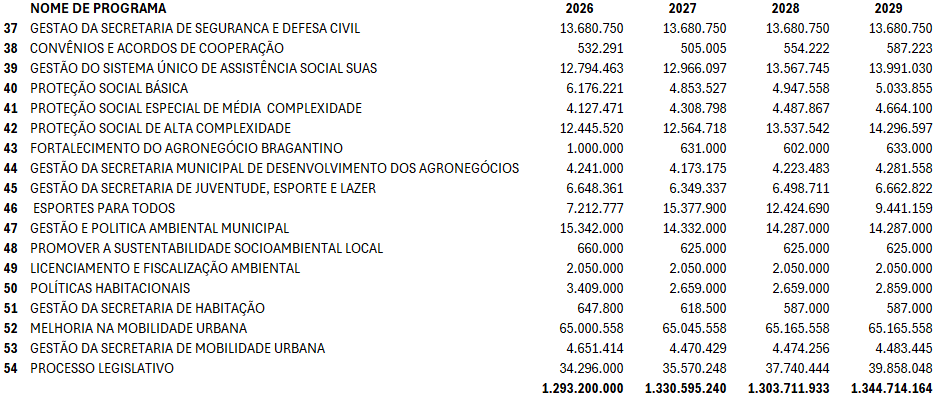 NOME DE PROGRAMA 2026 2027 2028 2029
37 GESTAO DA SECRETARIA DE SEGURANCA E DEFESA CIVIL 13.680.750 13.680.750 13.680.750 13.680.750
38 CONVÊNIOS E ACORDOS DE COOPERAÇÃO 532.291 505.005 554.222 587.223
39 GESTÃO DO SISTEMA ÚNICO DE ASSISTÊNCIA SOCIAL SUAS 12.794.463 12.966.097 13.567.745 13.991.030
40 PROTEÇÃO SOCIAL BÁSICA 6.176.221 4.853.527 4.947.558 5.033.855
41 PROTEÇÃO SOCIAL ESPECIAL DE MÉDIA COMPLEXIDADE 4.127.471 4.308.798 4.487.867 4.664.100
42 PROTEÇÃO SOCIAL DE ALTA COMPLEXIDADE 12.445.520 12.564.718 13.537.542 14.296.597
43 FORTALECIMENTO DO AGRONEGÓCIO BRAGANTINO 1.000.000 631.000 602.000 633.000
44 GESTÃO DA SECRETARIA MUNICIPAL DE DESENVOLVIMENTO DOS AGRONEGÓCIOS 4.241.000 4.173.175 4.223.483 4.281.558
45 GESTÃO DA SECRETARIA DE JUVENTUDE, ESPORTE E LAZER 6.648.361 6.349.337 6.498.711 6.662.822
46 ESPORTES PARA TODOS 7.212.777 15.377.900 12.424.690 9.441.159
47 GESTÃO E POLITICA AMBIENTAL MUNICIPAL 15.342.000 14.332.000 14.287.000 14.287.000
48 PROMOVER A SUSTENTABILIDADE SOCIOAMBIENTAL LOCAL 660.000 625.000 625.000 625.000
49 LICENCIAMENTO E FISCALIZAÇÃO AMBIENTAL 2.050.000 2.050.000 2.050.000 2.050.000
50 POLÍTICAS HABITACIONAIS 3.409.000 2.659.000 2.659.000 2.859.000
51 GESTÃO DA SECRETARIA DE HABITAÇÃO 647.800 618.500 587.000 587.000
52 MELHORIA NA MOBILIDADE URBANA 65.000.558 65.045.558 65.165.558 65.165.558
53 GESTÃO DA SECRETARIA DE MOBILIDADE URBANA 4.651.414 4.470.429 4.474.256 4.483.445
54 PROCESSO LEGISLATIVO 34.296.000 35.570.248 37.740.444 39.858.048
1.293.200.000 1.330.595.240 1.303.711.933 1.344.714.164